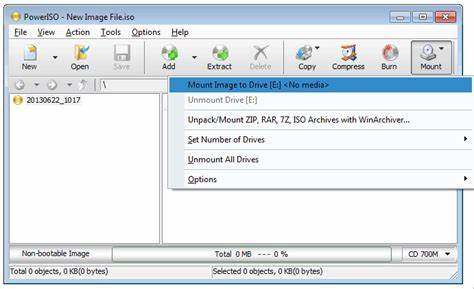 PowerISO - New Image File.iso
File View Action Tools Options Help
New Open Save Add Extract Delete Copy Compress Burn Mount
\
20130622_1017
Mount Image to Drive [E:] <No media>
Unmount Drive [E:]
Unpack/Mount ZIP, RAR, 7Z, ISO Archives with WinArchiver...
Set Number of Drives
Unmount All Drives
Options
Non-bootable Image Total 0 MB --- 0 % CD 700M
Total 0 objects, 0 KB(0 bytes) Selected 0 objects, 0 KB(0 bytes)